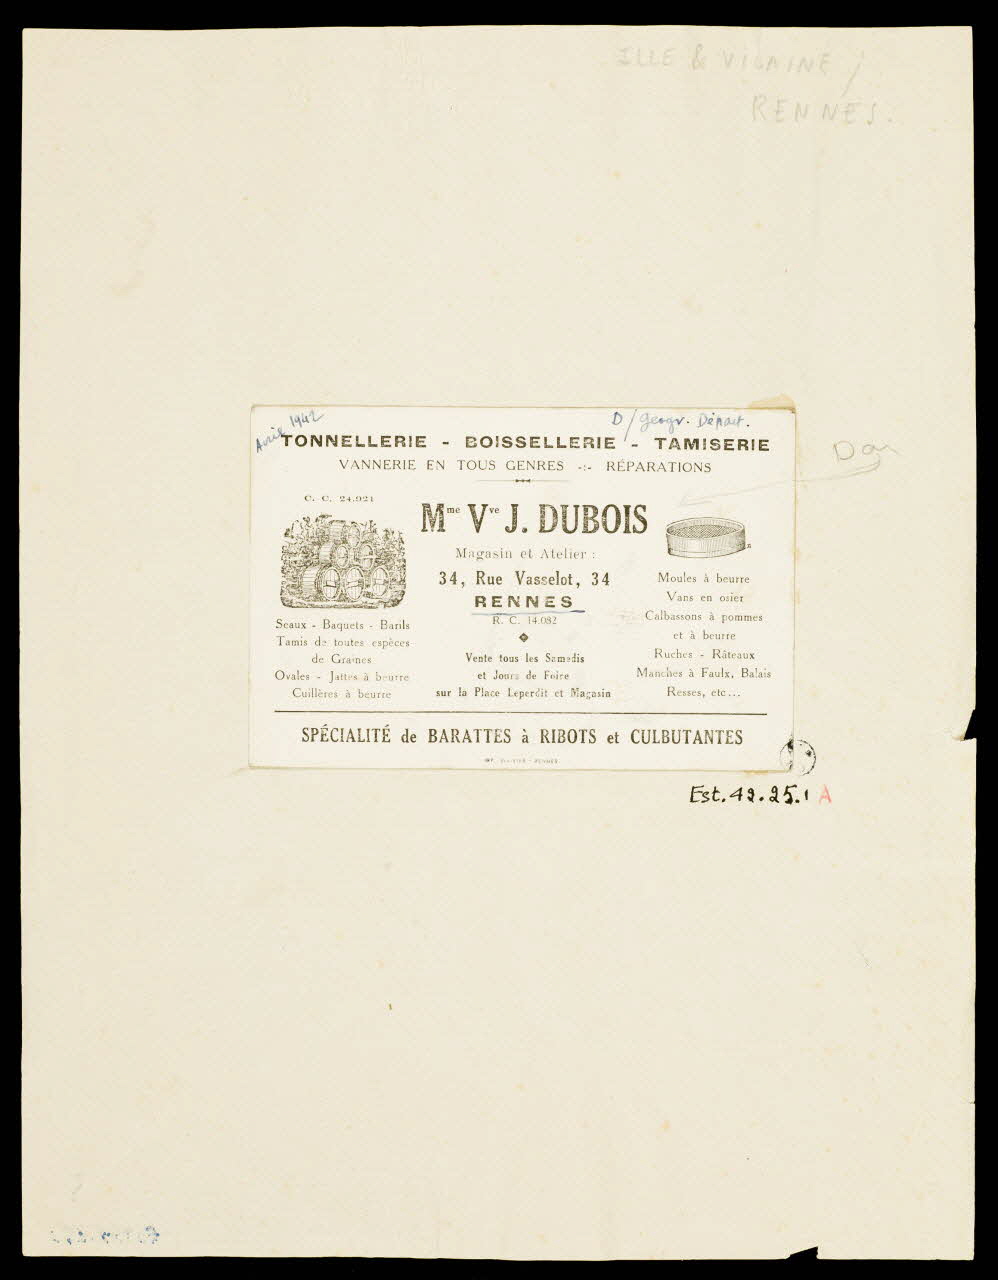 ILLE & VILAINE ;
RENNES.
Avril 1942
D / Géogr. Départ.
TONNELLERIE - BOISSELLERIE - TAMISERIE
VANNERIE EN TOUS GENRES -:- RÉPARATIONS
C. C. 24.921
Mme Vve J. DUBOIS
Magasin et Atelier :
34, Rue Vasselot, 34
RENNES
R. C. 14.082
Vente tous les Samedis
et Jours de Foire
sur la Place Leperdit et Magasin
Seaux - Baquets - Barils
Tamis de toutes espèces
de Graines
Ovales - Jattes à beurre
Cuillères à beurre
Moules à beurre
Vans en osier
Calbassons à pommes
et à beurre
Ruches - Râteaux
Manches à Faulx, Balais
Resses, etc...
SPÉCIALITÉ de BARATTES à RIBOTS et CULBUTANTES
Don
Est. 42.25.1 A